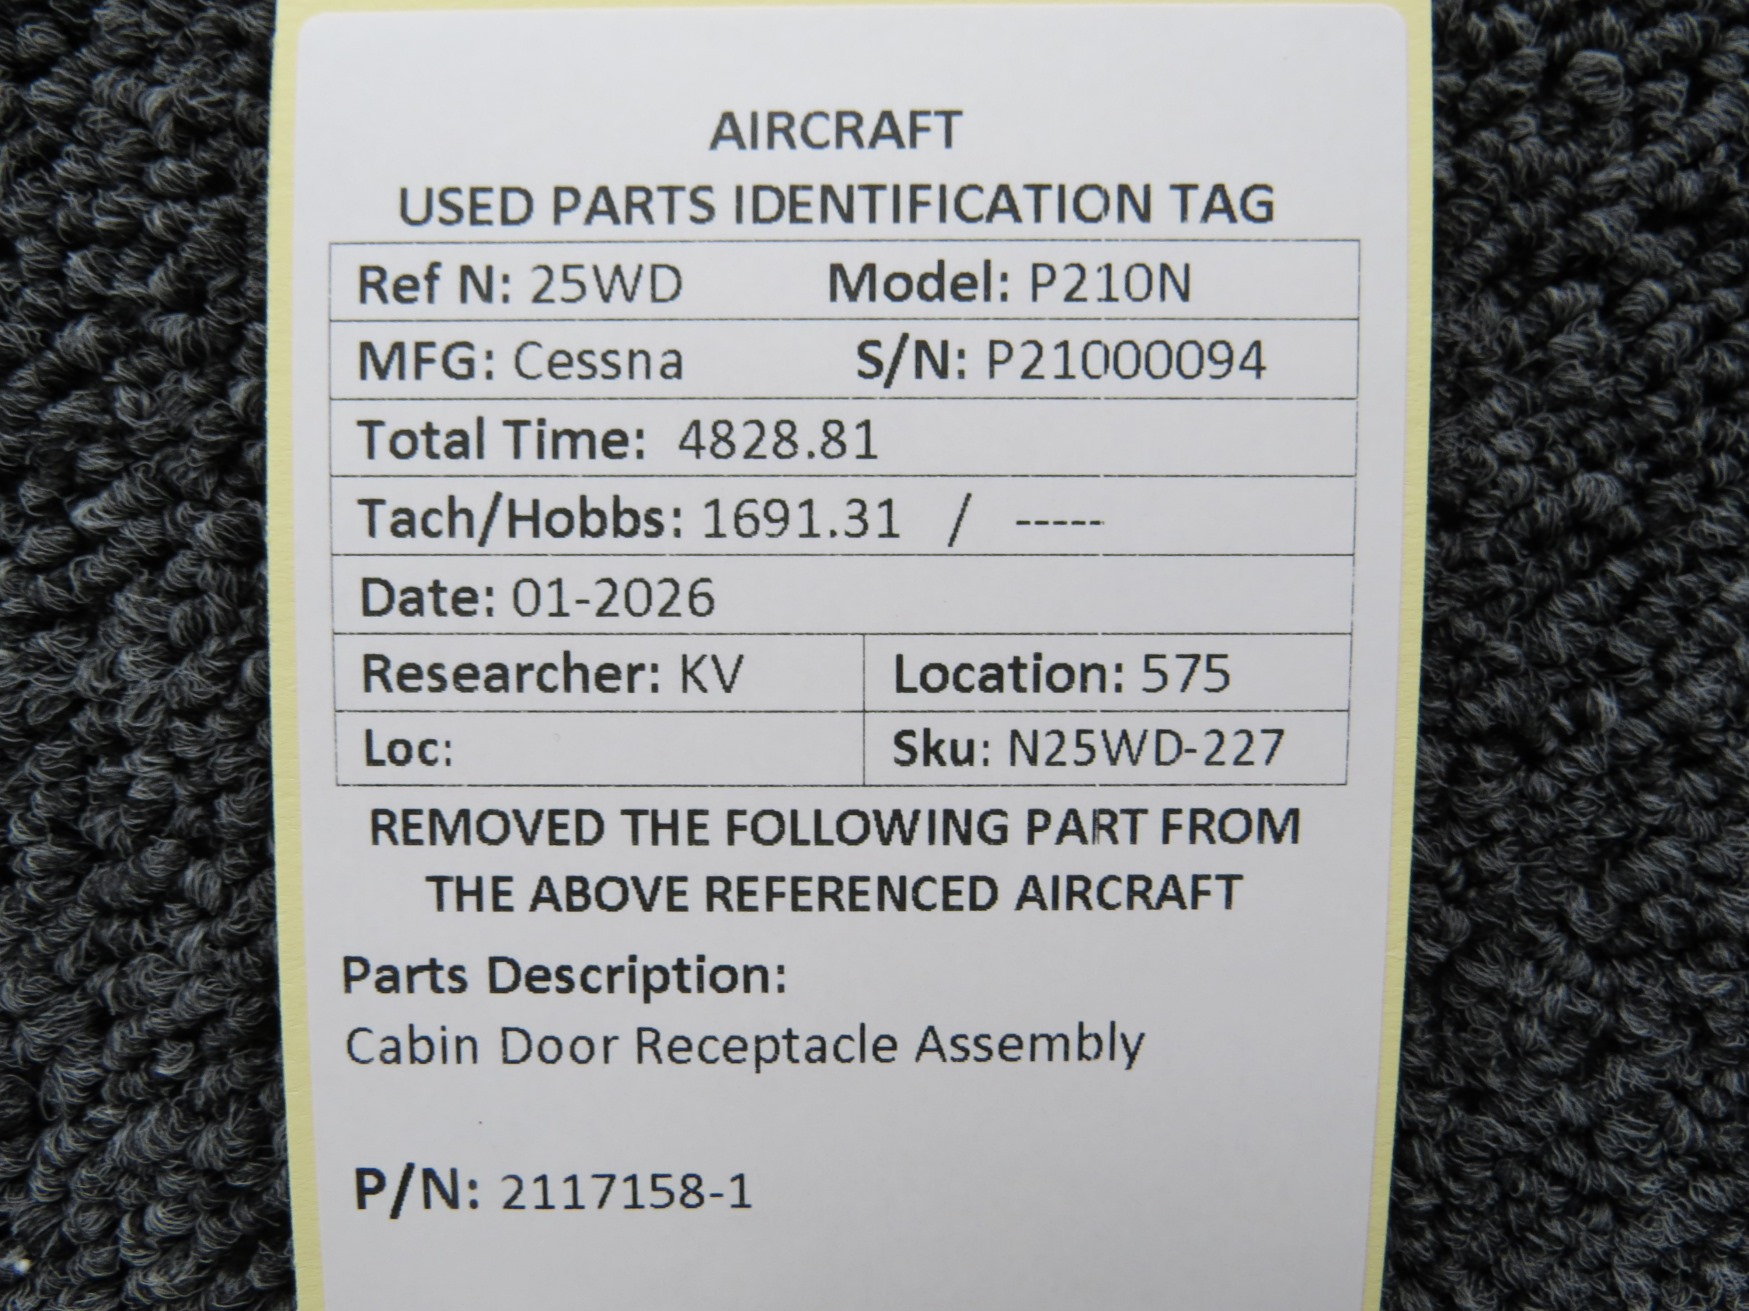 AIRCRAFT
USED PARTS IDENTIFICATION TAG
Ref N: 25WD Model: P210N
MFG: Cessna S/N: P21000094
Total Time: 4828.81
Tach/Hobbs: 1691.31 / -----
Date: 01-2026
Researcher: KV Location: 575
Loc: Sku: N25WD-227
REMOVED THE FOLLOWING PART FROM
THE ABOVE REFERENCED AIRCRAFT
Parts Description:
Cabin Door Receptacle Assembly
P/N: 2117158-1